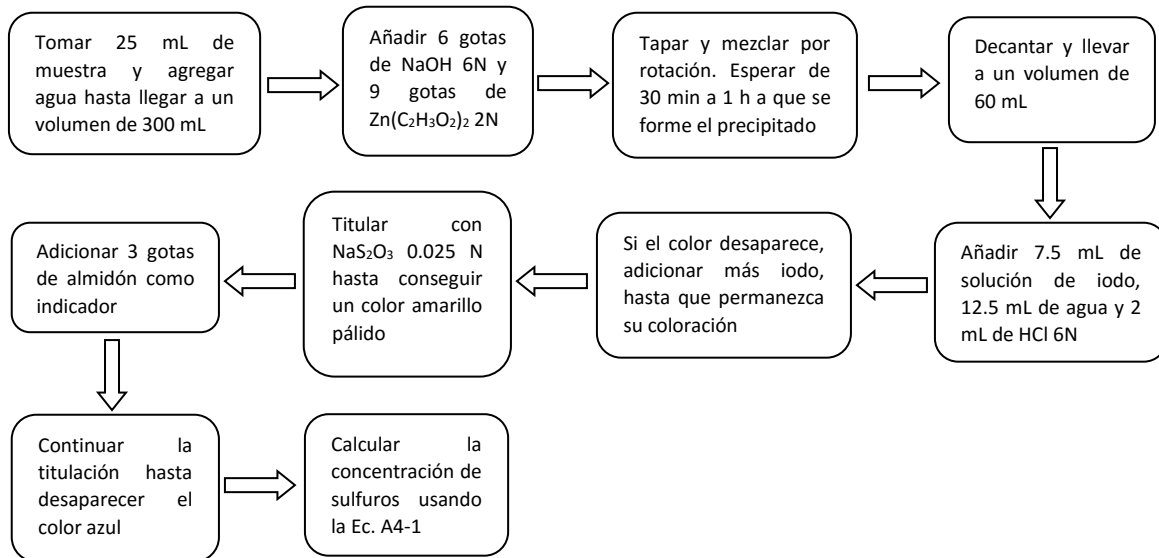 Tomar 25 mL de
muestra y agregar
agua hasta llegar a un
volumen de 300 mL
Añadir 6 gotas
de NaOH 6N y
9 gotas de
Zn(C₂H₃O₂)₂ 2N
Tapar y mezclar por
rotación. Esperar de
30 min a 1 h a que se
forme el precipitado
Decantar y llevar
a un volumen de
60 mL
Añadir 7.5 mL de
solución de iodo,
12.5 mL de agua y 2
mL de HCl 6N
Si el color desaparece,
adicionar más iodo,
hasta que permanezca
su coloración
Titular con
NaS₂O₃ 0.025 N
hasta conseguir
un color amarillo
pálido
Adicionar 3 gotas
de almidón como
indicador
Continuar la
titulación hasta
desaparecer el
color azul
Calcular la
concentración de
sulfuros usando
la Ec. A4-1